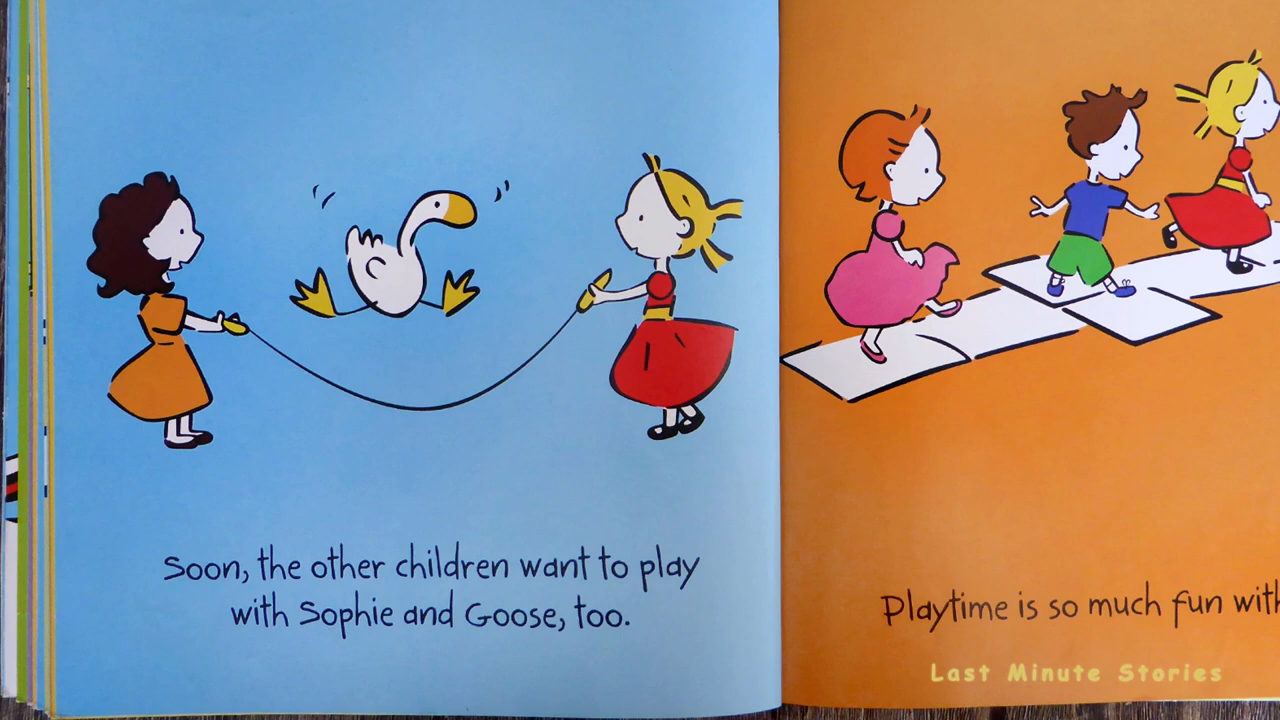 Soon, the other children want to play
with Sophie and Goose, too.
Playtime is so much fun with
Last Minute Stories